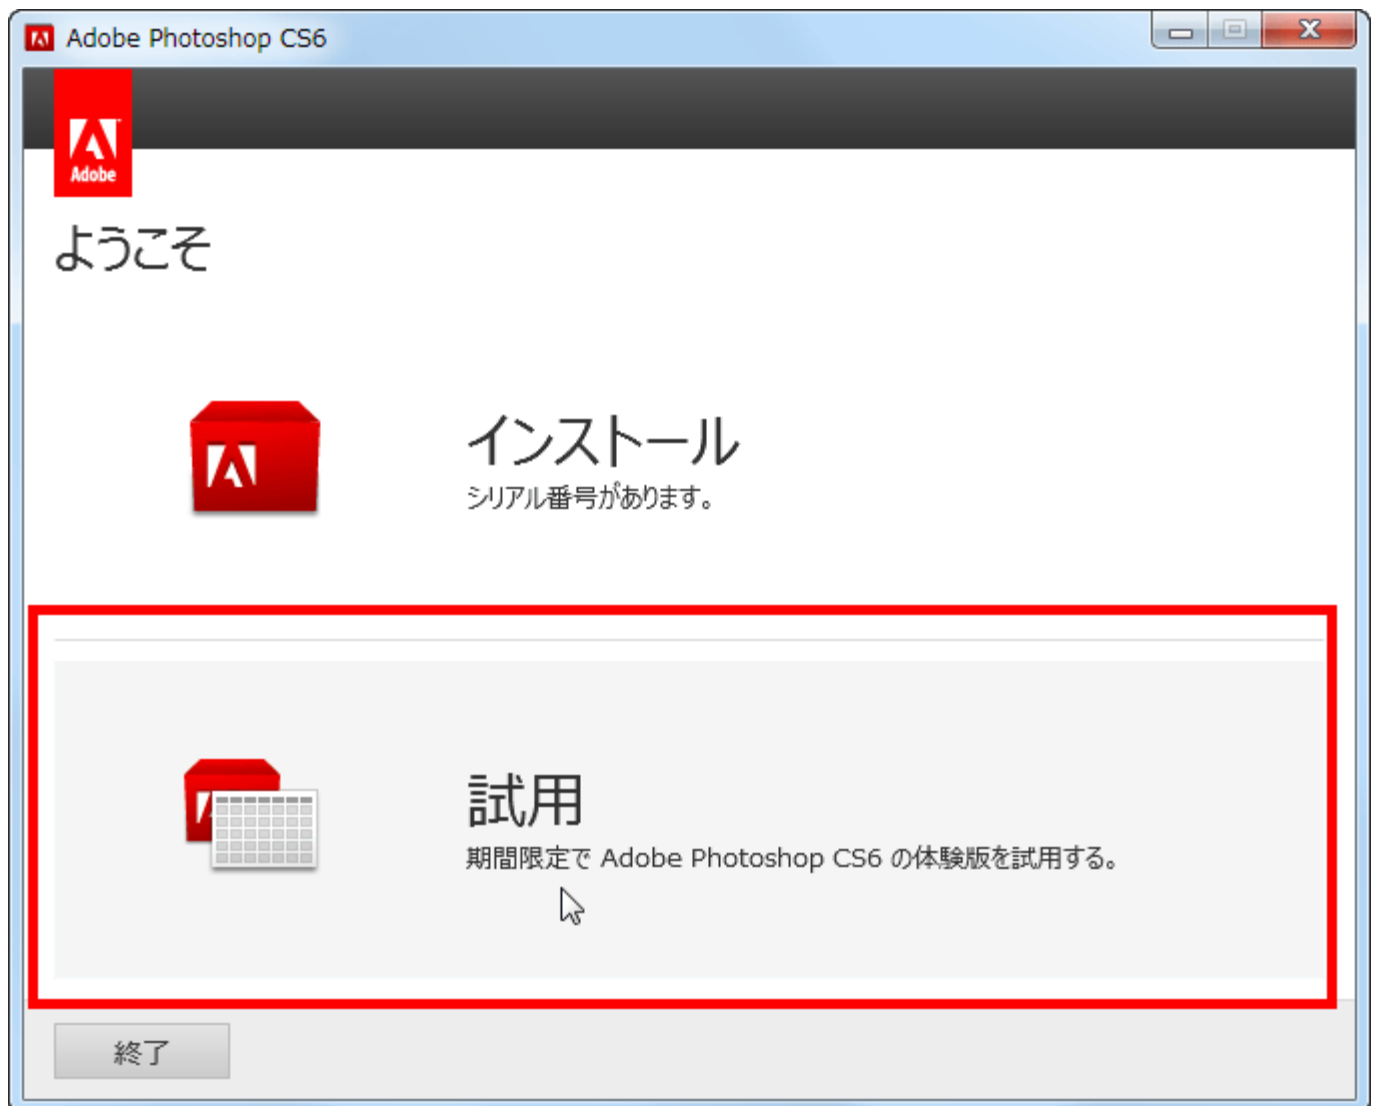 Adobe Photoshop CS6
Adobe
ようこそ
インストール
シリアル番号があります。
試用
期間限定で Adobe Photoshop CS6 の体験版を試用する。
終了